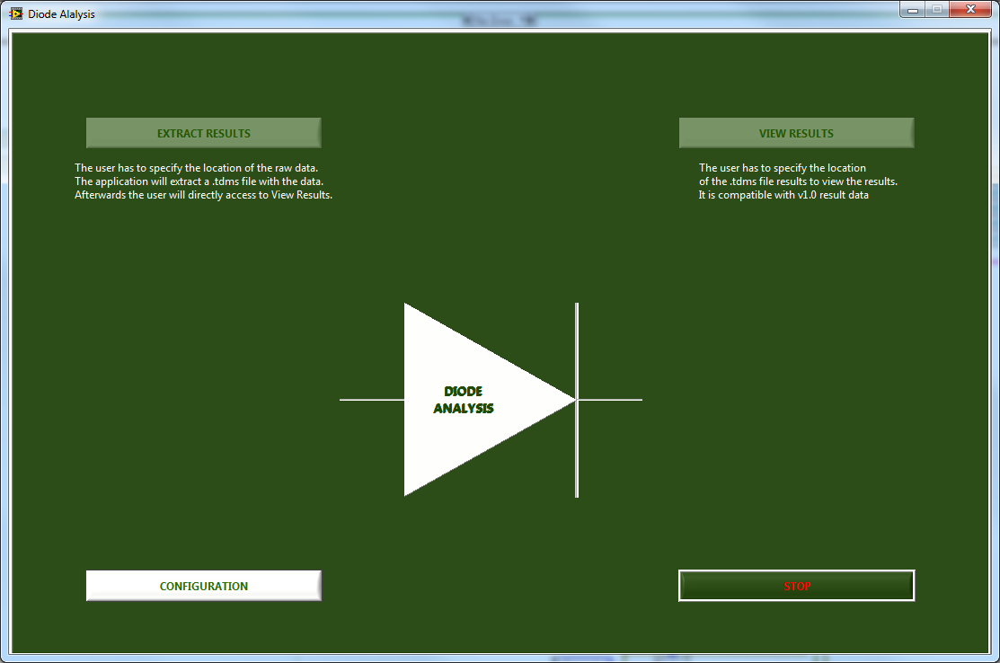 Diode Alalysis
EXTRACT RESULTS
The user has to specify the location of the raw data.
The application will extract a .tdms file with the data.
Afterwards the user will directly access to View Results.
VIEW RESULTS
The user has to specify the location
of the .tdms file results to view the results.
It is compatible with v1.0 result data
DIODE
ANALYSIS
CONFIGURATION
STOP